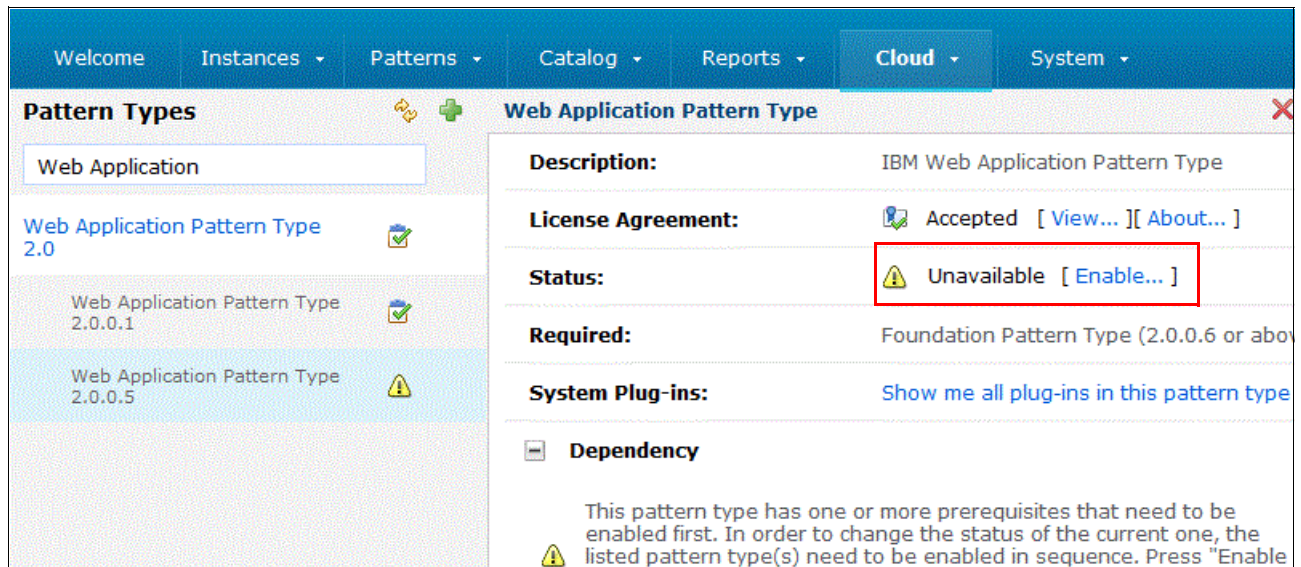 Welcome Instances Patterns Catalog Reports Cloud System
Pattern Types
Web Application
Web Application Pattern Type
2.0
Web Application Pattern Type
2.0.0.1
Web Application Pattern Type
2.0.0.5
Web Application Pattern Type
Description: IBM Web Application Pattern Type
License Agreement: Accepted [ View... ][ About... ]
Status: Unavailable [ Enable... ]
Required: Foundation Pattern Type (2.0.0.6 or abov
System Plug-ins: Show me all plug-ins in this pattern type
Dependency
This pattern type has one or more prerequisites that need to be
enabled first. In order to change the status of the current one, the
listed pattern type(s) need to be enabled in sequence. Press "Enable